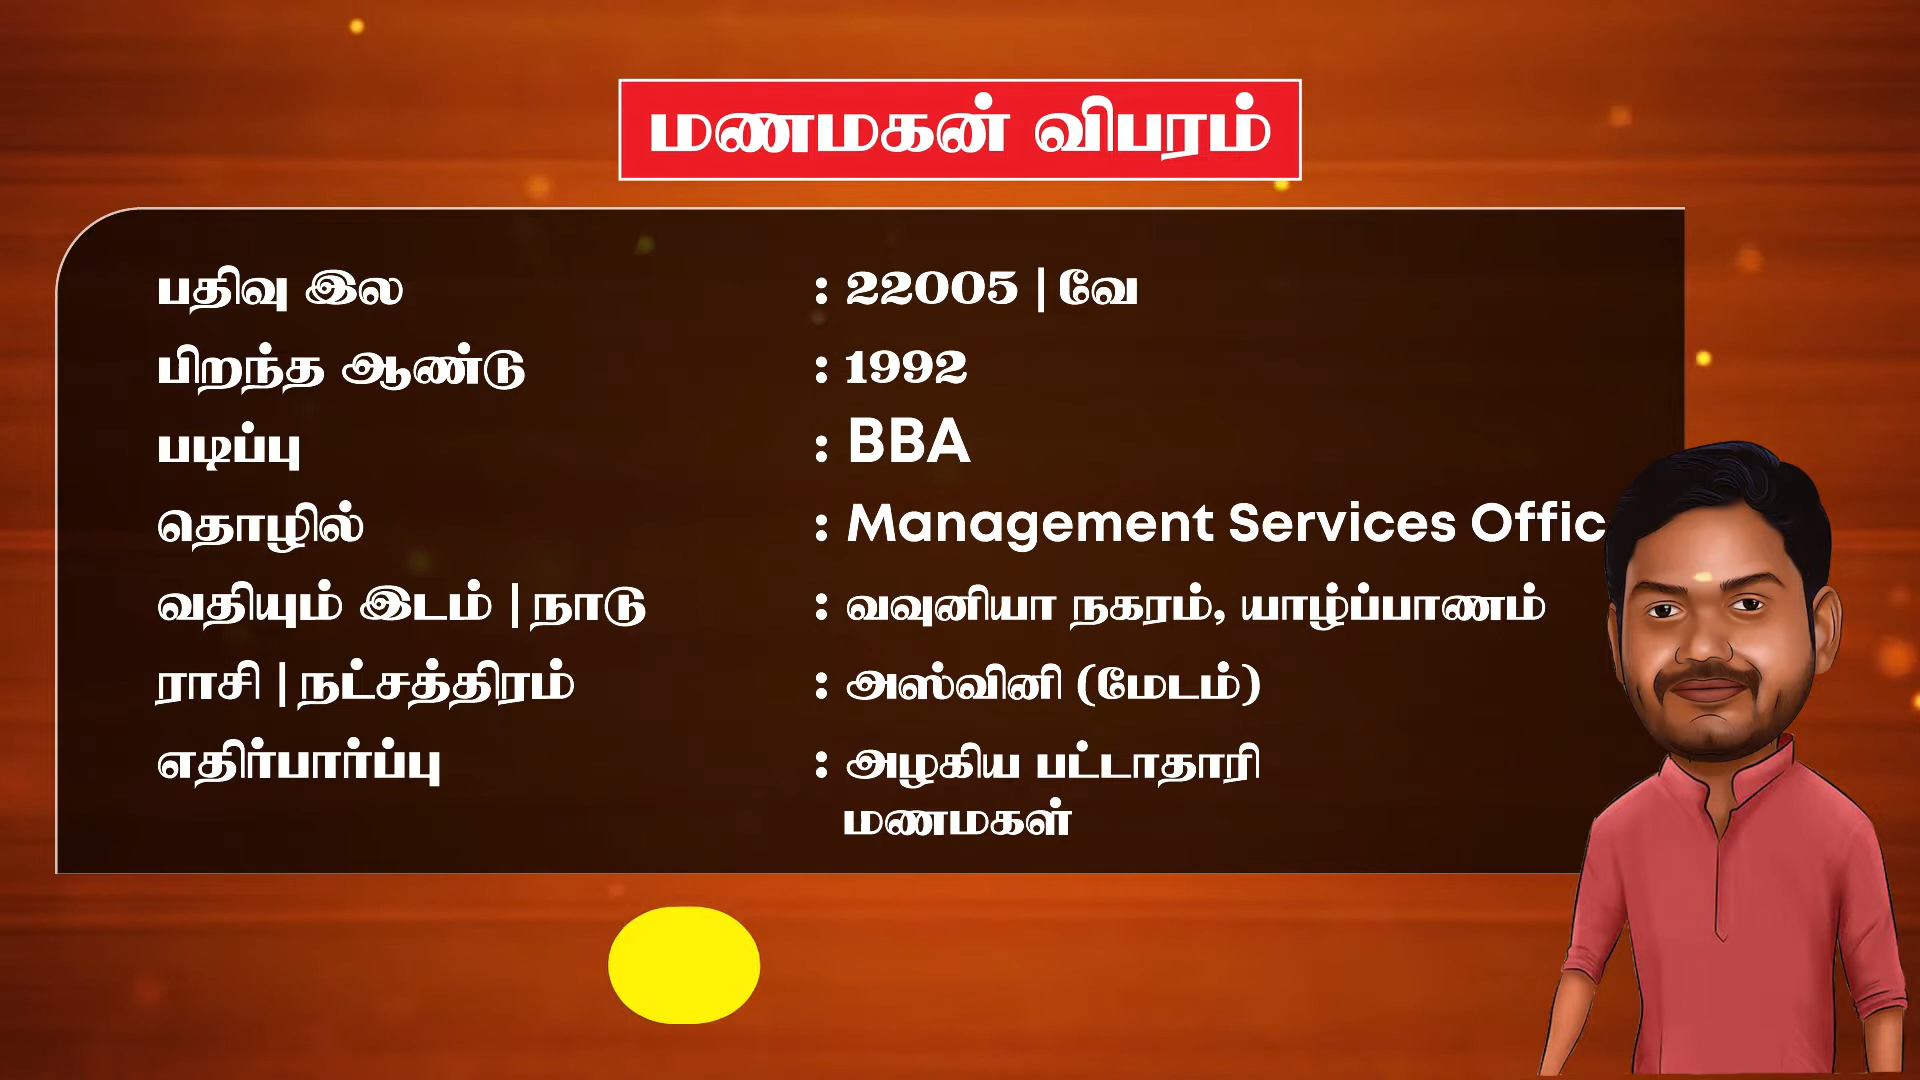 மணமகன் விபரம்
பதிவு இல : 22005 | வே
பிறந்த ஆண்டு : 1992
படிப்பு : BBA
தொழில் : Management Services Offic
வதியும் இடம் | நாடு : வவுனியா நகரம், யாழ்ப்பாணம்
ராசி | நட்சத்திரம் : அஸ்வினி (மேடம்)
எதிர்பார்ப்பு : அழகிய பட்டாதாரி
மணமகள்